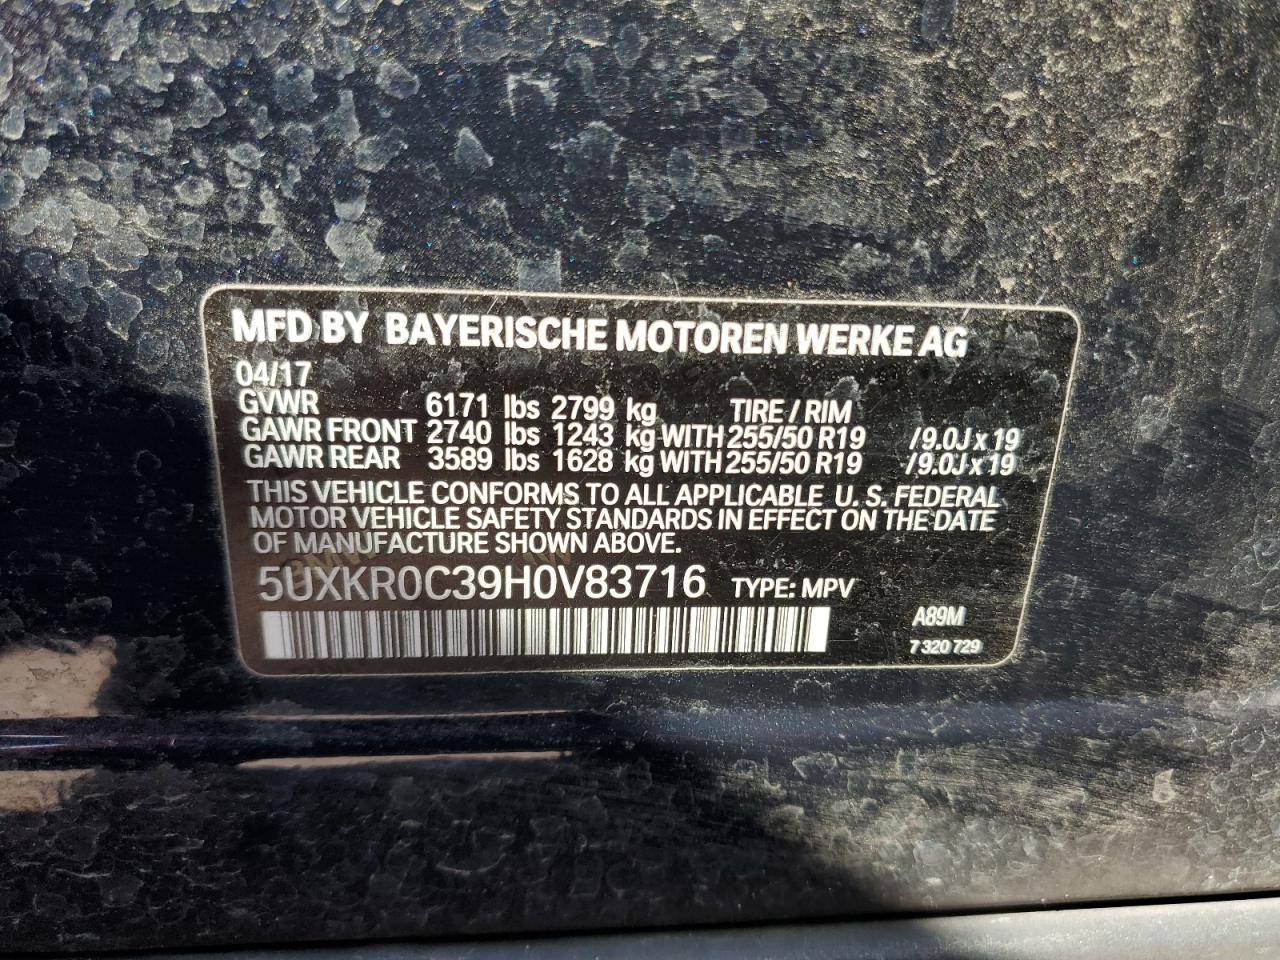 MFD BY BAYERISCHE MOTOREN WERKE AG
04/17
GVWR 6171 lbs 2799 kg TIRE / RIM
GAWR FRONT 2740 lbs 1243 kg WITH 255/50 R19 / 9.0J x 19
GAWR REAR 3589 lbs 1628 kg WITH 255/50 R19 / 9.0J x 19
THIS VEHICLE CONFORMS TO ALL APPLICABLE U.S. FEDERAL
MOTOR VEHICLE SAFETY STANDARDS IN EFFECT ON THE DATE
OF MANUFACTURE SHOWN ABOVE.
5UXKR0C39H0V83716 TYPE: MPV
A89M
7 320 729